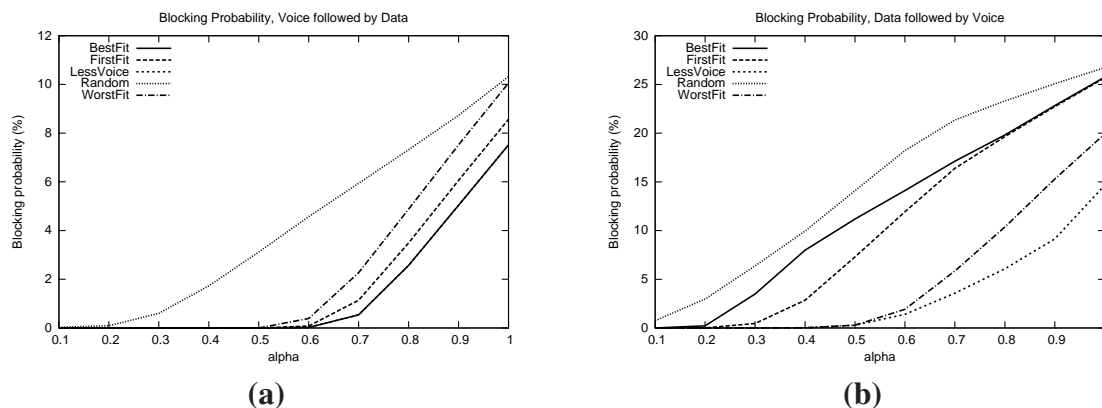 Blocking Probability, Voice followed by Data
12
10
8
6
4
2
0
Blocking probability (%)
BestFit
FirstFit
LessVoice
Random
WorstFit
0.1 0.2 0.3 0.4 0.5 0.6 0.7 0.8 0.9 1
alpha
(a)
Blocking Probability, Data followed by Voice
30
25
20
15
10
5
0
Blocking probability (%)
BestFit
FirstFit
LessVoice
Random
WorstFit
0.1 0.2 0.3 0.4 0.5 0.6 0.7 0.8 0.9
alpha
(b)